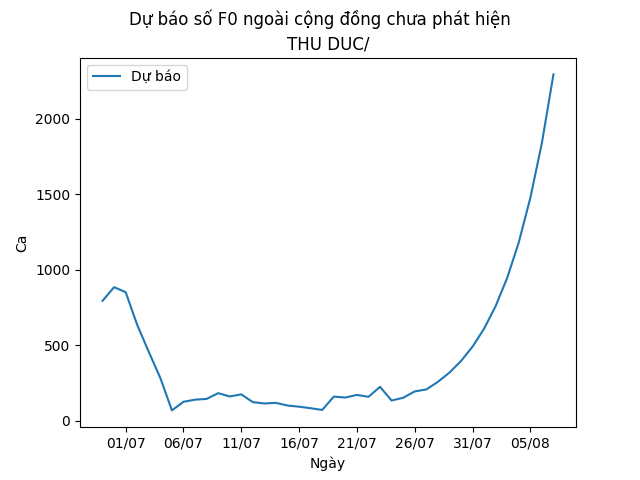 Dự báo số F0 ngoài cộng đồng chưa phát hiện
THU DUC/
Dự báo
2000
1500
1000
500
0
Ca
01/07 06/07 11/07 16/07 21/07 26/07 31/07 05/08
Ngày